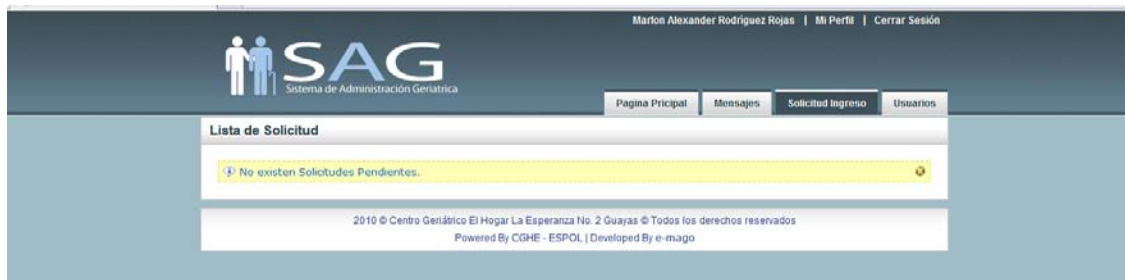 Marlon Alexander Rodríguez Rojas | Mi Perfil | Cerrar Sesión
SAG
Sistema de Administración Geriatrica
Pagina Pricipal Mensajes Solicitud Ingreso Usuarios
Lista de Solicitud
No existen Solicitudes Pendientes.
2010 © Centro Geriátrico El Hogar La Esperanza No. 2 Guayas © Todos los derechos reservados
Powered By CGHE - ESPOL | Developed By e-mago